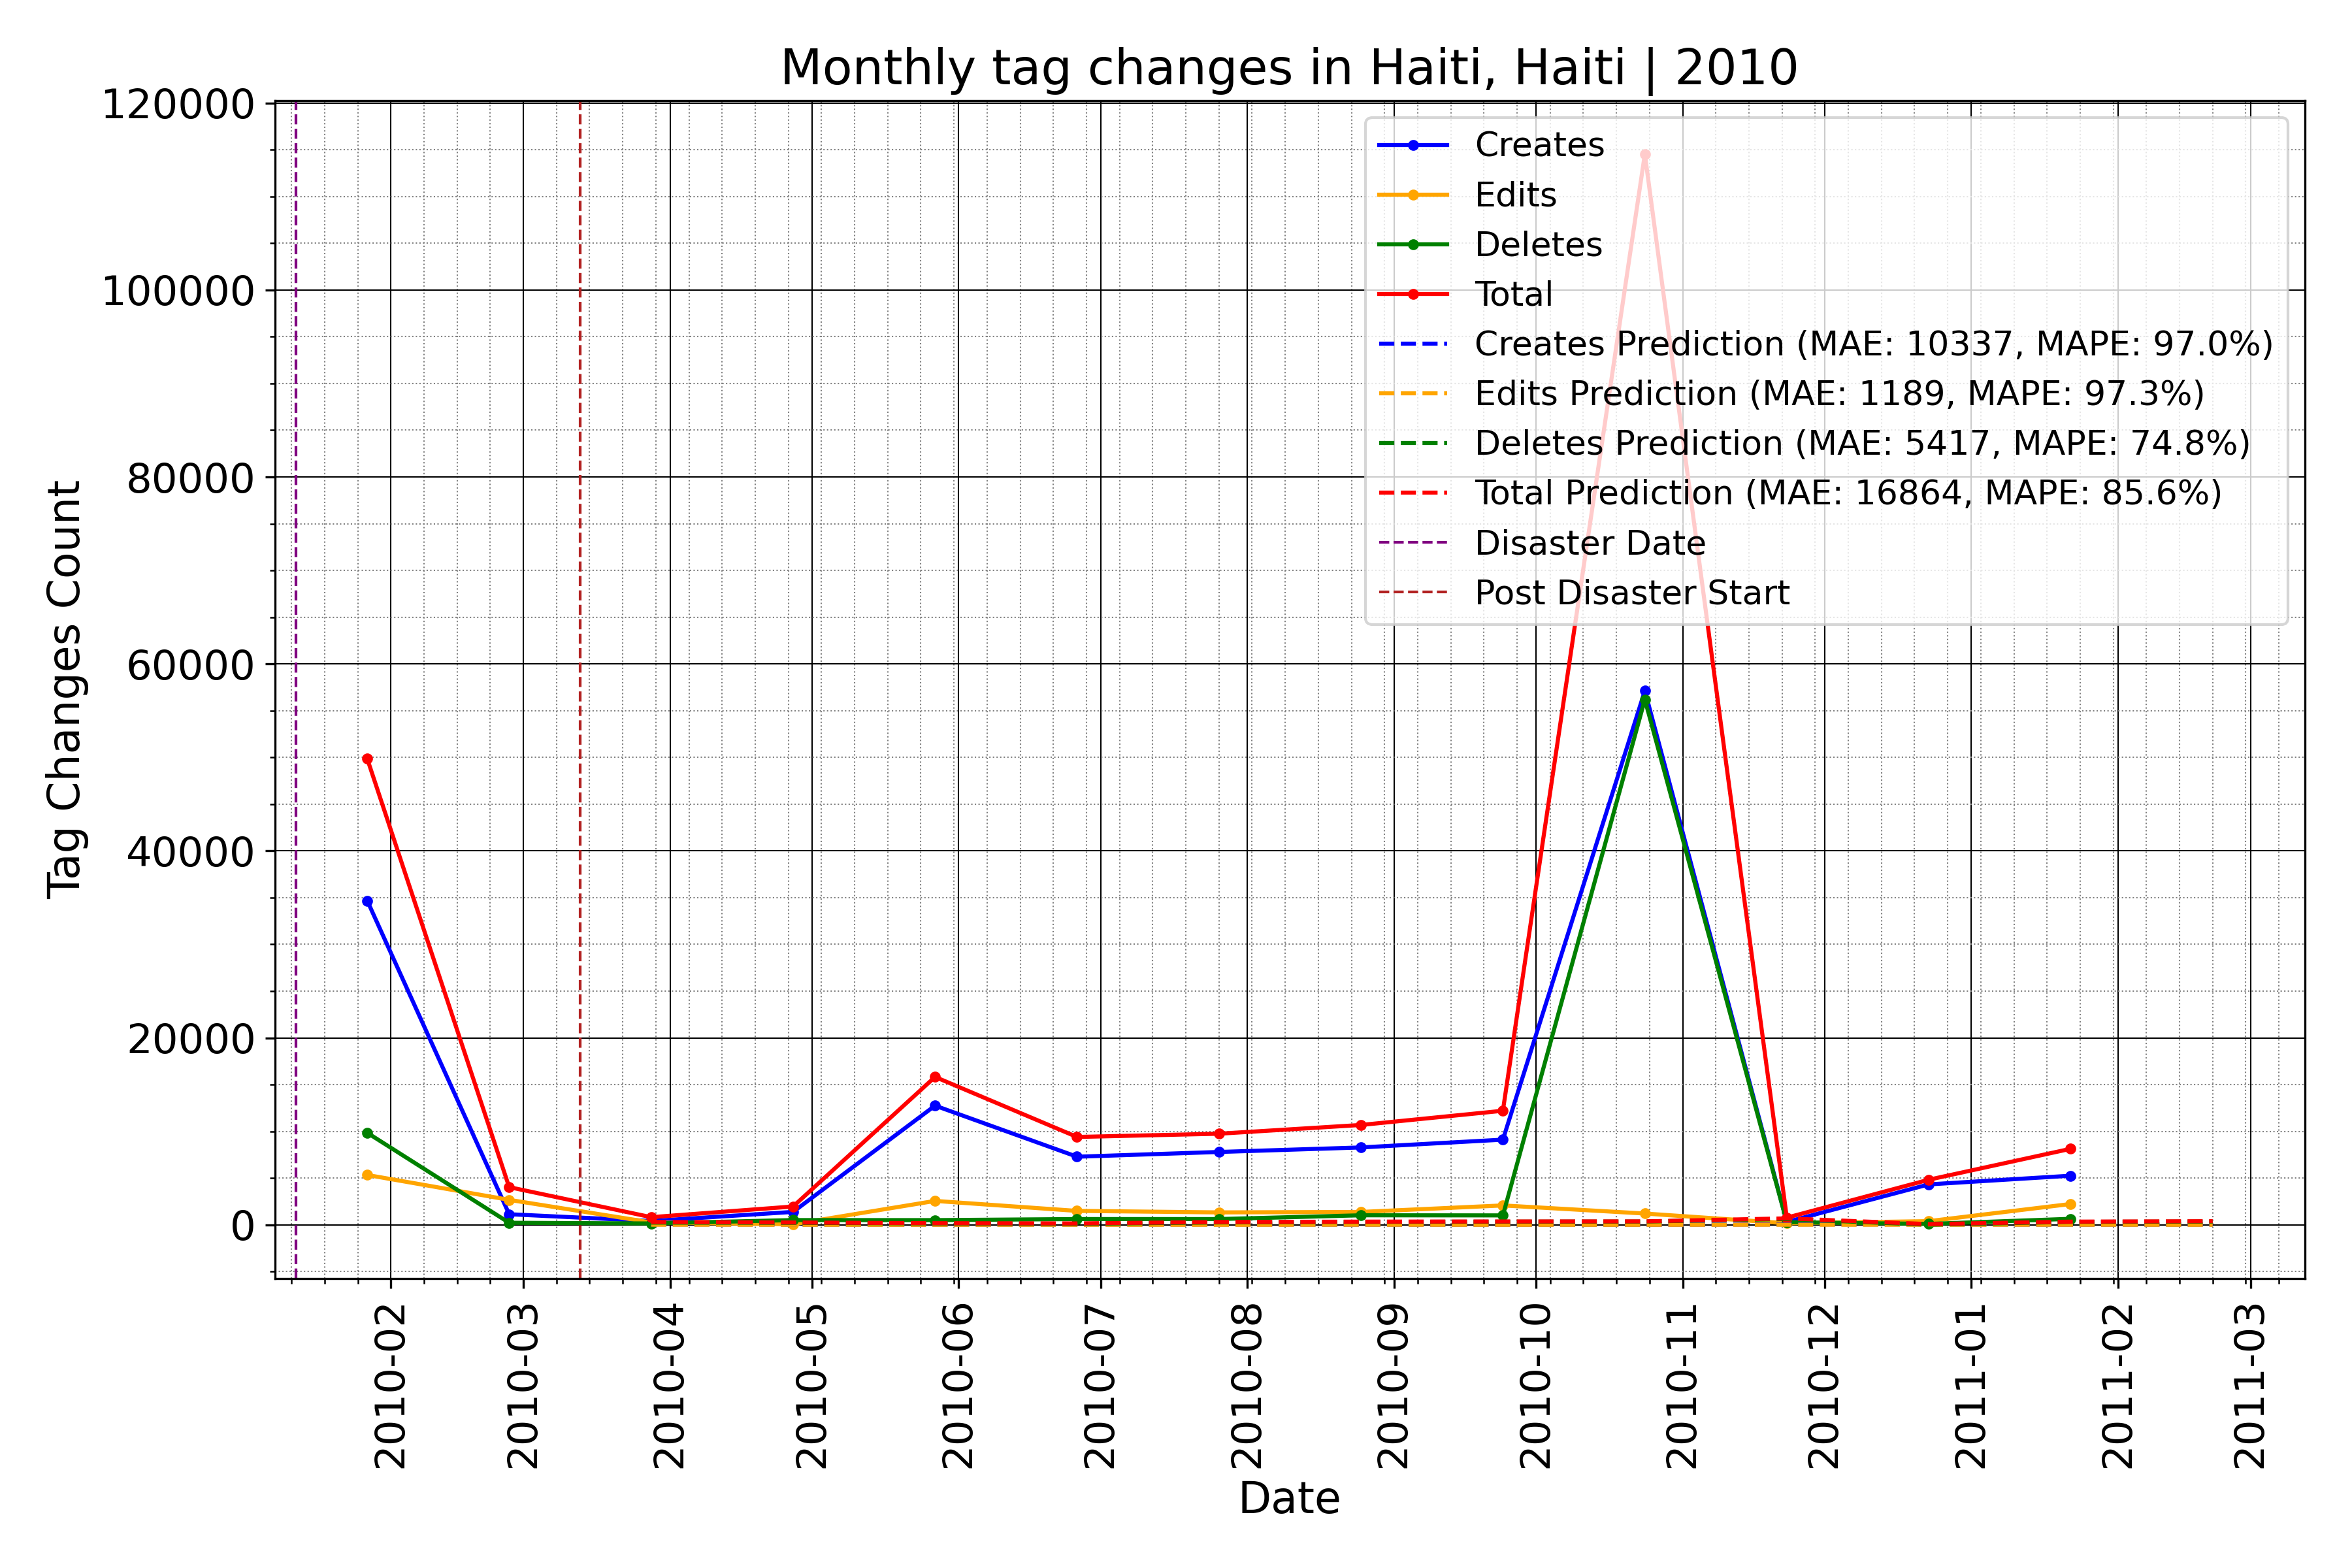 Monthly tag changes in Haiti, Haiti | 2010
Tag Changes Count
120000
100000
80000
60000
40000
20000
0
Creates
Edits
Deletes
Total
Creates Prediction (MAE: 10337, MAPE: 97.0%)
Edits Prediction (MAE: 1189, MAPE: 97.3%)
Deletes Prediction (MAE: 5417, MAPE: 74.8%)
Total Prediction (MAE: 16864, MAPE: 85.6%)
Disaster Date
Post Disaster Start
2010-02
2010-03
2010-04
2010-05
2010-06
2010-07
2010-08
2010-09
2010-10
2010-11
2010-12
2011-01
2011-02
2011-03
Date